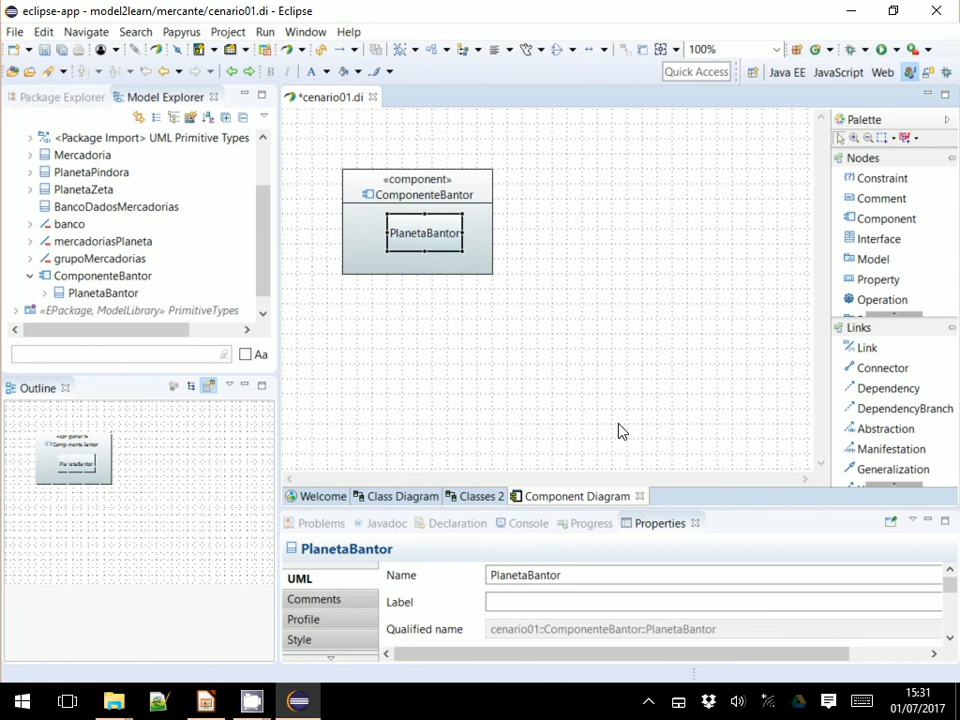 eclipse-app - model2learn/mercante/cenario01.di - Eclipse
File Edit Navigate Search Papyrus Project Run Window Help
100%
Quick Access
Java EE JavaScript Web
Package Explorer Model Explorer
*cenario01.di
Palette
<Package Import> UML Primitive Types
Mercadoria
PlanetaPindora
PlanetaZeta
BancoDadosMercadorias
banco
mercadoriasPlaneta
grupoMercadorias
ComponenteBantor
PlanetaBantor
«EPackage, ModelLibrary» PrimitiveTypes
Aa
Outline
«component»
ComponenteBantor
PlanetaBantor
Nodes
Constraint
Comment
Component
Interface
Model
Property
Operation
Links
Link
Connector
Dependency
DependencyBranch
Abstraction
Manifestation
Generalization
Welcome Class Diagram Classes 2 Component Diagram
Problems Javadoc Declaration Console Progress Properties
PlanetaBantor
UML
Comments
Profile
Style
Name PlanetaBantor
Label
Qualified name cenario01::ComponenteBantor::PlanetaBantor
15:31
01/07/2017